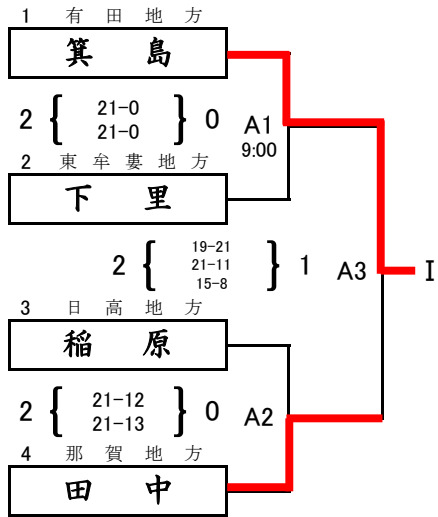 1 有田地方
箕島
2 { 21-0 } 0
21-0
A1
9:00
2 東牟婁地方
下里
2 { 19-21 } 1
21-11
15-8
A3
I
3 日高地方
稲原
2 { 21-12 } 0
21-13
A2
4 那賀地方
田中